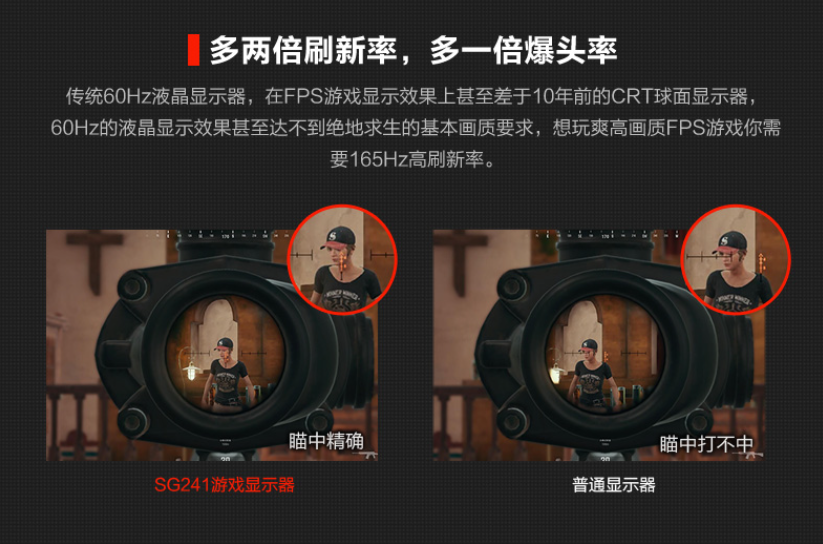 多两倍刷新率，多一倍爆头率
传统60Hz液晶显示器，在FPS游戏显示效果上甚至差于10年前的CRT球面显示器，
60Hz的液晶显示效果甚至达不到绝地求生的基本画质要求，想玩爽高画质FPS游戏你需
要165Hz高刷新率。
瞄中精确
瞄中打不中
SG241游戏显示器
普通显示器